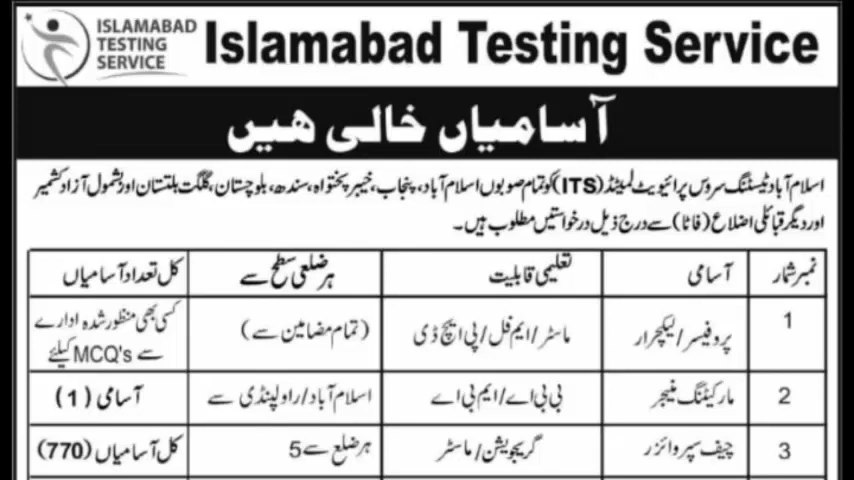 ISLAMABAD
TESTING
SERVICE
Islamabad Testing Service
آسامیاں خالی ھیں
اسلام آباد ٹیسٹنگ سروس پرائیویٹ لمیٹڈ (ITS) کو تمام صوبوں اسلام آباد، پنجاب، خیبر پختواہ، سندھ، بلوچستان، گلگت بلتستان اور بشمول آزاد کشمیر
اور دیگر قبائلی اضلاع (فاٹا) سے درج ذیل درخواستیں مطلوب ہیں۔
نمبر شمار آسامی تعلیمی قابلیت ہر ضلعی سطح سے کل تعداد آسامیاں
1 پروفیسر/لیکچرار ماسٹر/ایم فل/پی ایچ ڈی (تمام مضامین سے) کسی بھی منظور شدہ ادارے
سے MCQ's کیلئے
2 مارکیٹنگ منیجر بی بی اے/ایم بی اے اسلام آباد/راولپنڈی سے آسامی (1)
3 چیف سپروائزر گریجویشن/ماسٹر ہر ضلع سے 5 کل آسامیاں (770)